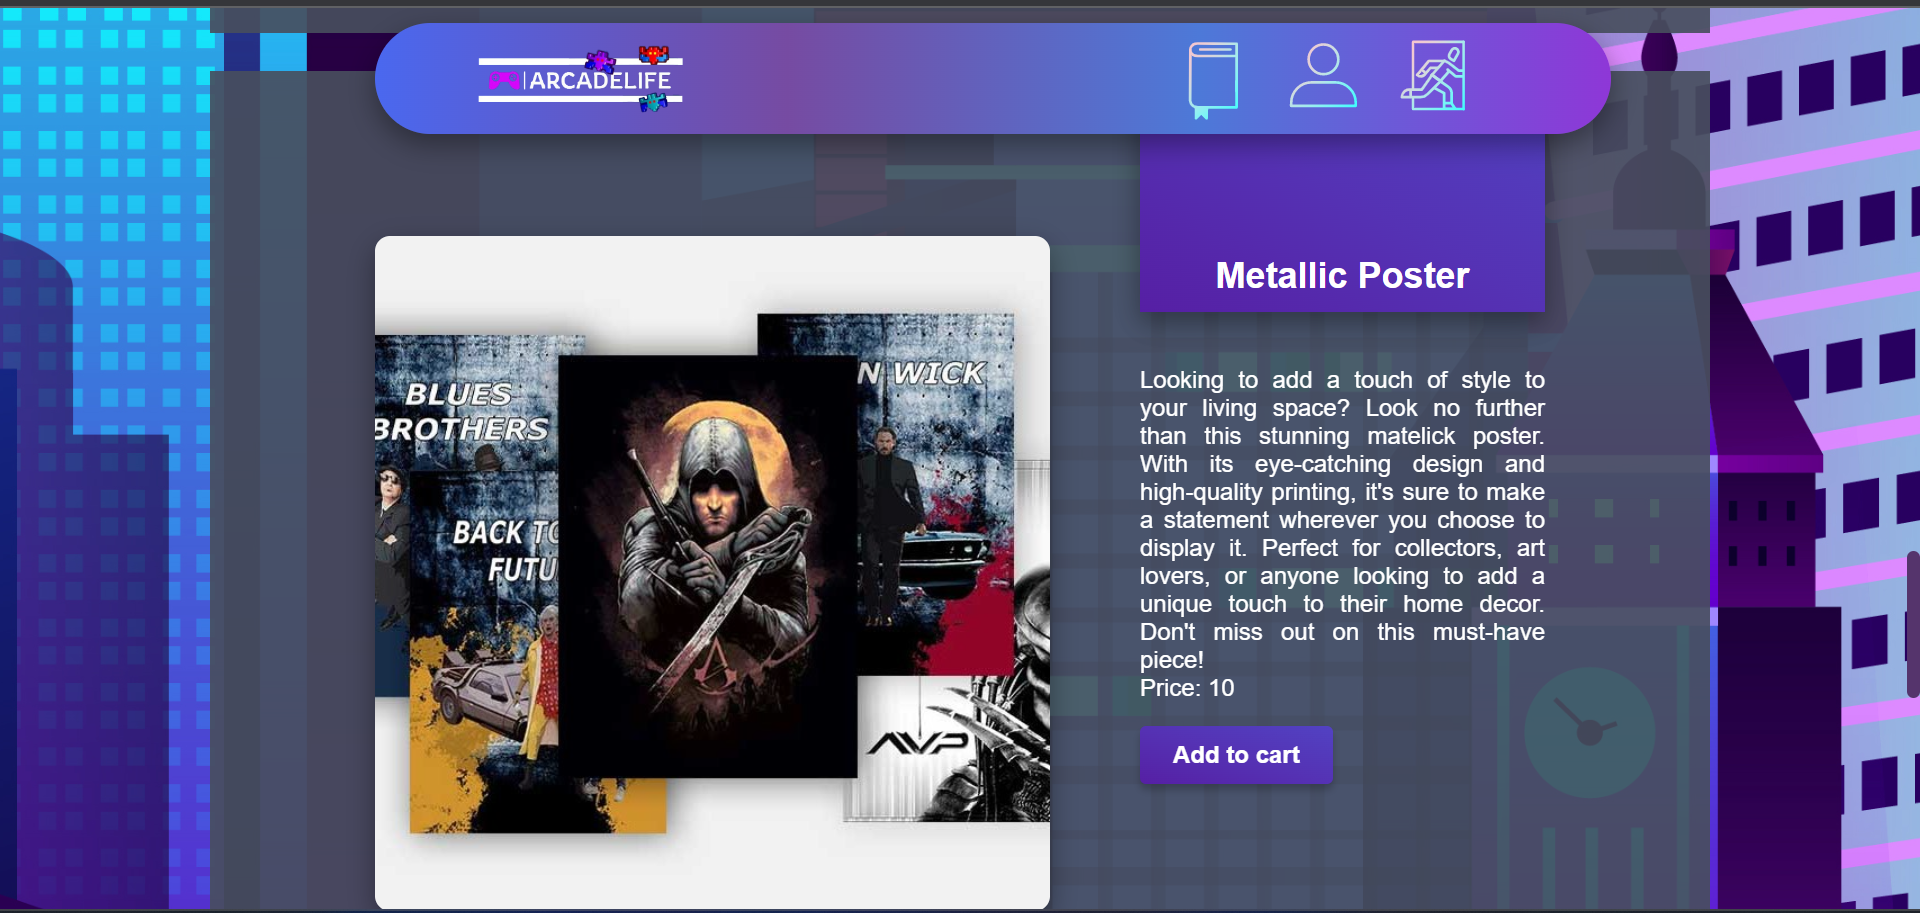 ARCADELIFE
Metallic Poster
BLUES
BROTHERS
BACK TO
FUTU
N WICK
AVP
Looking to add a touch of style to
your living space? Look no further
than this stunning matelick poster.
With its eye-catching design and
high-quality printing, it's sure to make
a statement wherever you choose to
display it. Perfect for collectors, art
lovers, or anyone looking to add a
unique touch to their home decor.
Don't miss out on this must-have
piece!
Price: 10
Add to cart